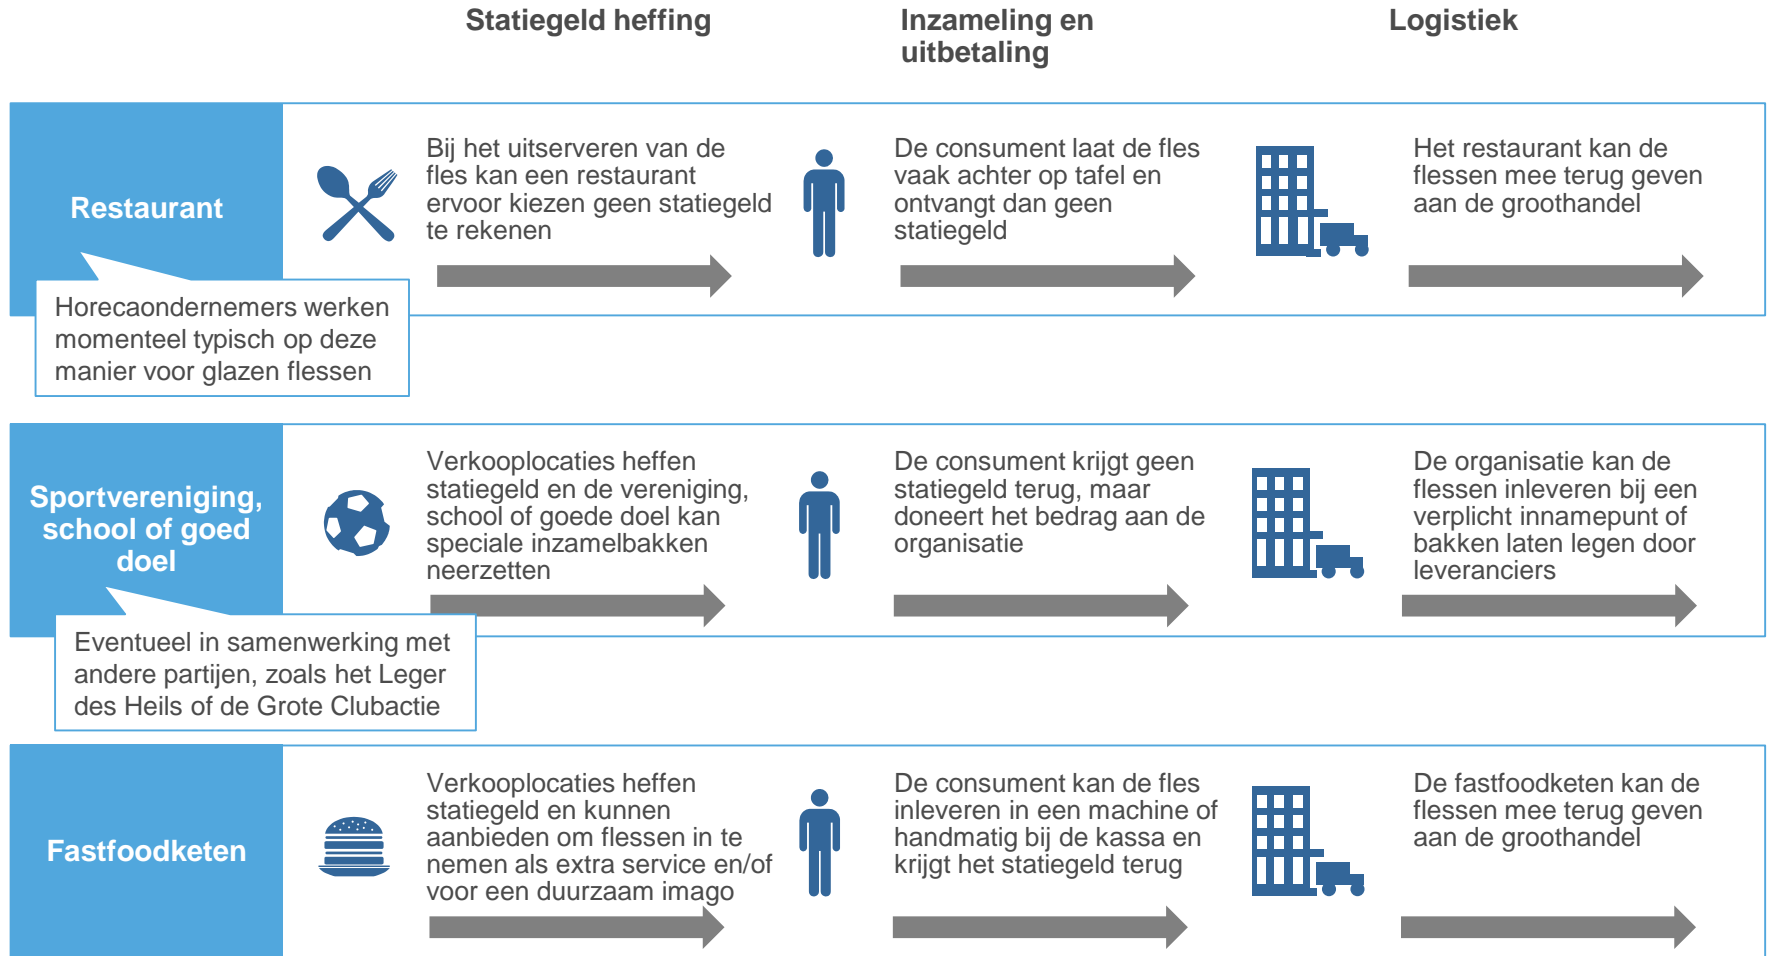 Statiegeld heffing
Inzameling en
uitbetaling
Logistiek
Restaurant
Bij het uitserveren van de
fles kan een restaurant
ervoor kiezen geen statiegeld
te rekenen
De consument laat de fles
vaak achter op tafel en
ontvangt dan geen
statiegeld
Het restaurant kan de
flessen mee terug geven
aan de groothandel
Horecaondernemers werken
momenteel typisch op deze
manier voor glazen flessen
Sportvereniging,
school of goed
doel
Verkooplocaties heffen
statiegeld en de vereniging,
school of goede doel kan
speciale inzamelbakken
neerzetten
De consument krijgt geen
statiegeld terug, maar
doneert het bedrag aan de
organisatie
De organisatie kan de
flessen inleveren bij een
verplicht innamepunt of
bakken laten legen door
leveranciers
Eventueel in samenwerking met
andere partijen, zoals het Leger
des Heils of de Grote Clubactie
Fastfoodketen
Verkooplocaties heffen
statiegeld en kunnen
aanbieden om flessen in te
nemen als extra service en/of
voor een duurzaam imago
De consument kan de fles
inleveren in een machine of
handmatig bij de kassa en
krijgt het statiegeld terug
De fastfoodketen kan de
flessen mee terug geven
aan de groothandel